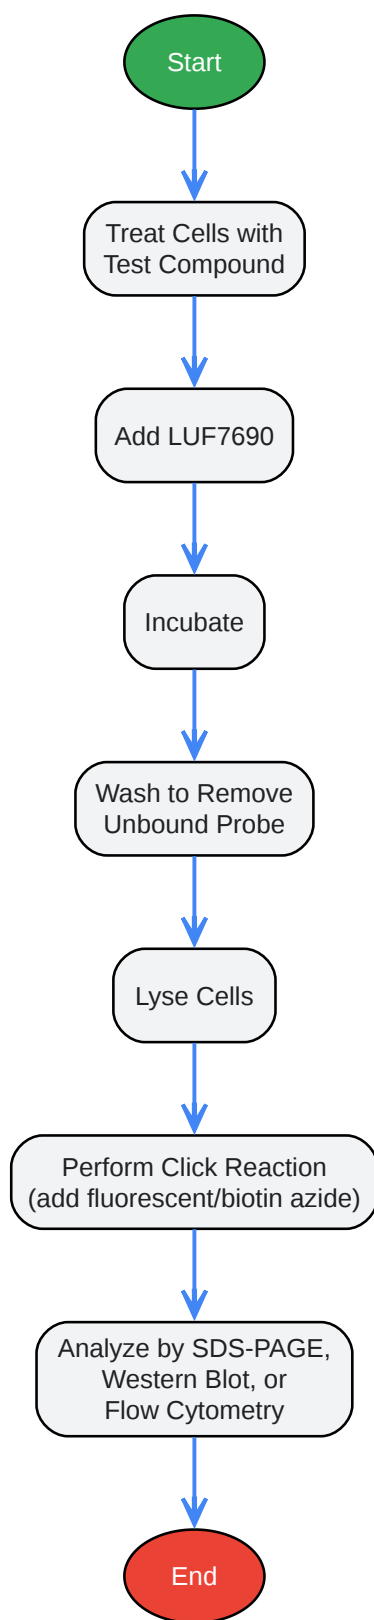 Start
Treat Cells with
Test Compound
Add LUF7690
Incubate
Wash to Remove
Unbound Probe
Lyse Cells
Perform Click Reaction
(add fluorescent/biotin azide)
Analyze by SDS-PAGE,
Western Blot, or
Flow Cytometry
End